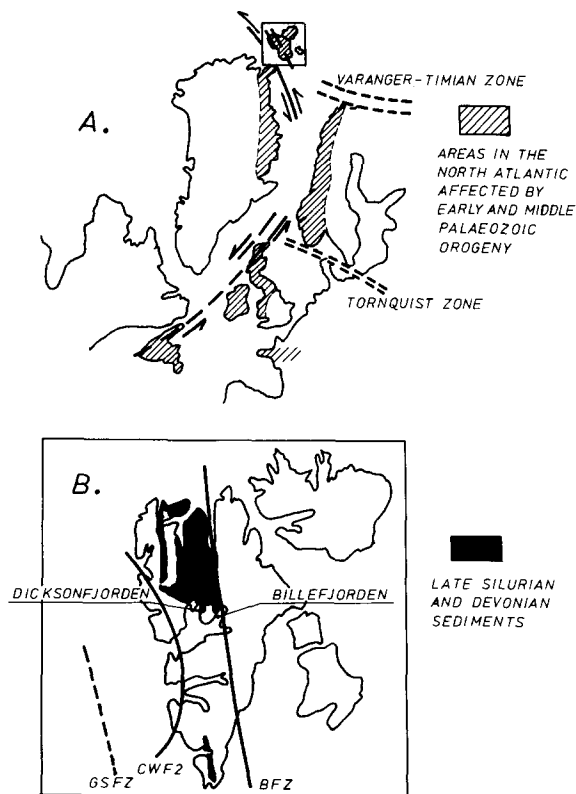 A.
VARANGER-TIMIAN ZONE
AREAS IN THE
NORTH ATLANTIC
AFFECTED BY
EARLY AND MIDDLE
PALAEOZOIC
OROGENY
TORNQUIST ZONE
B.
DICKSONFJORDEN
BILLEFJORDEN
LATE SILURIAN
AND DEVONIAN
SEDIMENTS
GSFZ
CWF2
BFZ